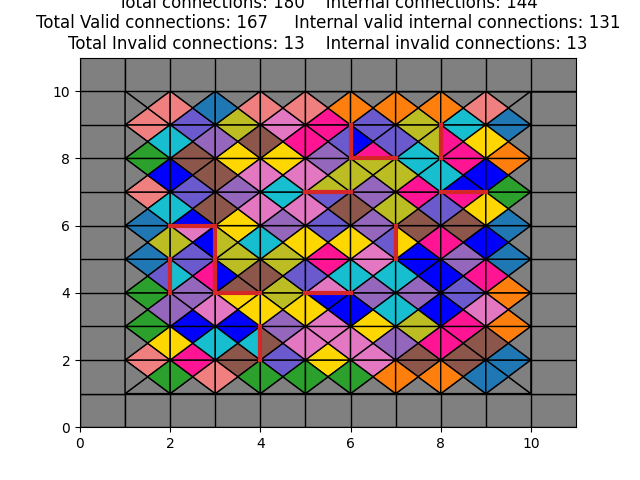 Total connections: 180    Internal connections: 144
Total Valid connections: 167    Internal valid internal connections: 131
Total Invalid connections: 13    Internal invalid connections: 13
10
8
6
4
2
0
0 2 4 6 8 10